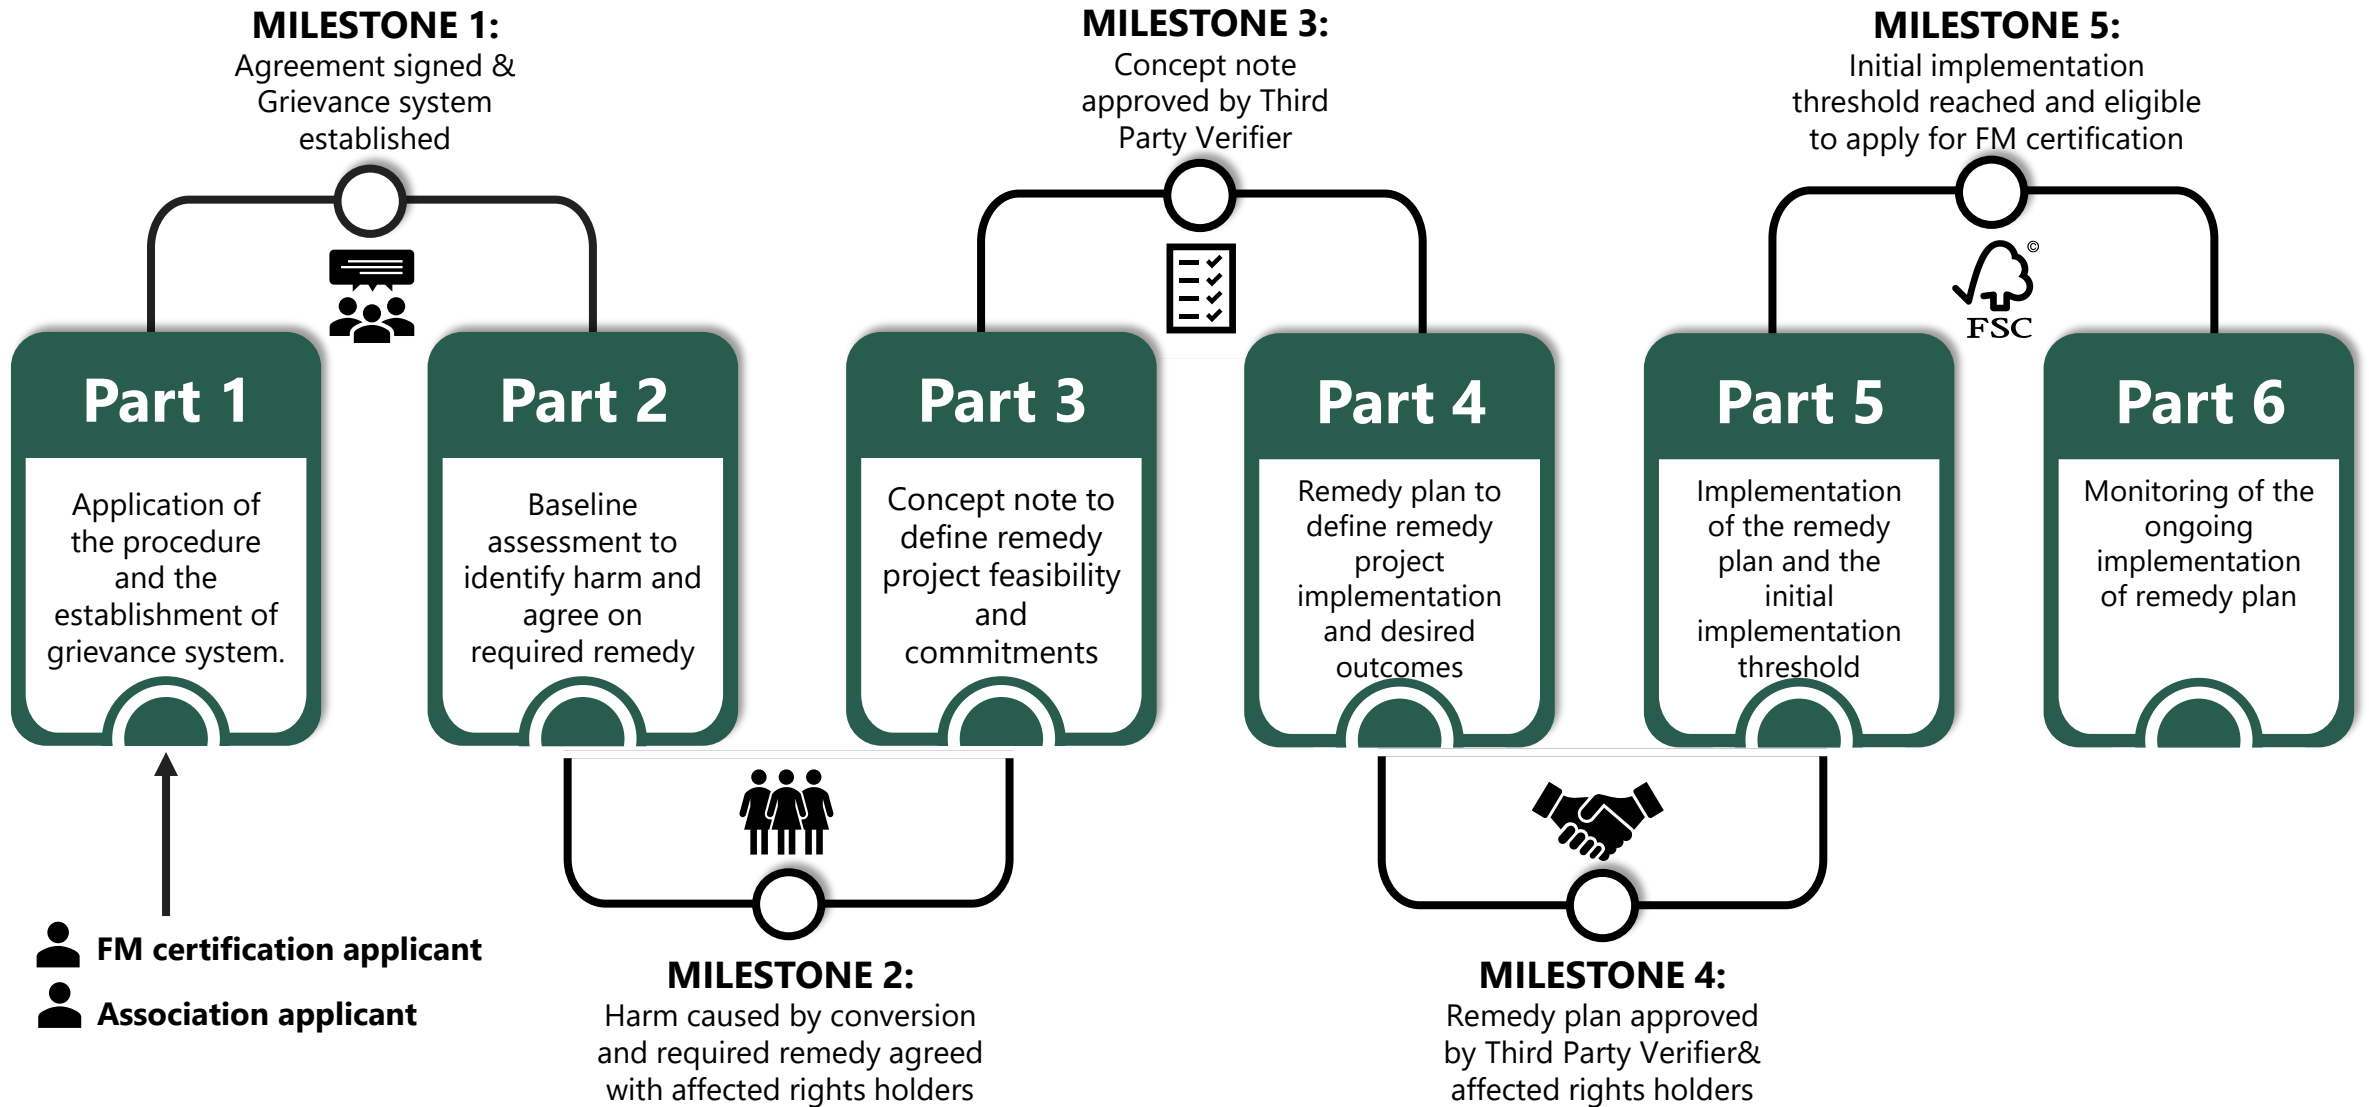 MILESTONE 1:
Agreement signed &
Grievance system
established
MILESTONE 3:
Concept note
approved by Third
Party Verifier
MILESTONE 5:
Initial implementation
threshold reached and eligible
to apply for FM certification
©
FSC
Part 1
Application of
the procedure
and the
establishment of
grievance system.
Part 2
Baseline
assessment to
identify harm and
agree on
required remedy
Part 3
Concept note to
define remedy
project feasibility
and
commitments
Part 4
Remedy plan to
define remedy
project
implementation
and desired
outcomes
Part 5
Implementation
of the remedy
plan and the
initial
implementation
threshold
Part 6
Monitoring of the
ongoing
implementation
of remedy plan
FM certification applicant
Association applicant
MILESTONE 2:
Harm caused by conversion
and required remedy agreed
with affected rights holders
MILESTONE 4:
Remedy plan approved
by Third Party Verifier&
affected rights holders